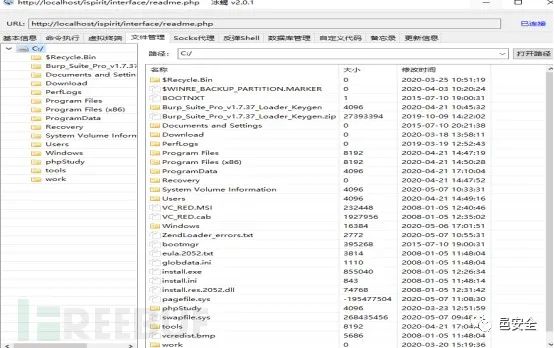 冰蝎 v2.0.1
URL: http://localhost/ispirit/interface/readme.php 已连接
基本信息 命令执行 虚拟终端 文件管理 Socks代理 反弹Shell 数据库管理 自定义代码 备忘录 更新信息
C:/
$Recycle.Bin
Burp_Suite_Pro_v1.7.37
Documents and Settings
Download
PerfLogs
Program Files
Program Files (x86)
ProgramData
Recovery
System Volume Information
Users
Windows
phpStudy
tools
work
路径: C:/ 打开路径
名称 大小 修改时间
$Recycle.Bin 0 2020-03-25 10:51:19
$WINRE_BACKUP_PARTITION.MARKER 0 2020-04-03 10:20:24
BOOTNXT 1 2015-07-10 19:00:31
Burp_Suite_Pro_v1.7.37_Loader_Keygen 4096 2020-04-21 10:45:32
Burp_Suite_Pro_v1.7.37_Loader_Keygen.zip 27393394 2019-10-09 14:22:02
Documents and Settings 0 2015-07-10 20:21:38
Download 0 2020-03-18 13:58:11
PerfLogs 0 2019-03-19 12:52:43
Program Files 8192 2020-04-21 14:47:19
Program Files (x86) 8192 2020-04-21 14:50:28
ProgramData 4096 2020-04-21 17:10:04
Recovery 0 2020-04-21 14:47:52
System Volume Information 4096 2020-05-07 10:33:31
Users 4096 2020-04-21 14:49:16
VC_RED.MSI 232448 2008-01-05 12:40:46
VC_RED.cab 1927956 2008-01-05 12:35:02
Windows 16384 2020-05-06 17:01:51
ZendLoader_errors.txt 2772 2020-05-07 10:55:31
bootmgr 395268 2015-07-10 19:00:31
eula.2052.txt 3814 2008-01-05 11:48:04
globdata.ini 1110 2008-01-05 11:48:04
install.exe 855040 2008-01-05 12:26:34
install.ini 843 2008-01-05 11:48:14
install.res.2052.dll 74768 2008-01-05 12:31:42
pagefile.sys -195477504 2020-05-07 11:08:30
phpStudy 4096 2020-03-23 12:51:59
swapfile.sys 268435456 2020-05-07 09:48:51
tools 8192 2020-04-21 17:04:4
vcredist.bmp 5686 2008-01-05 11:48:04
work 0 2020-03-20 15:19:36
FREEBUF
邑安全